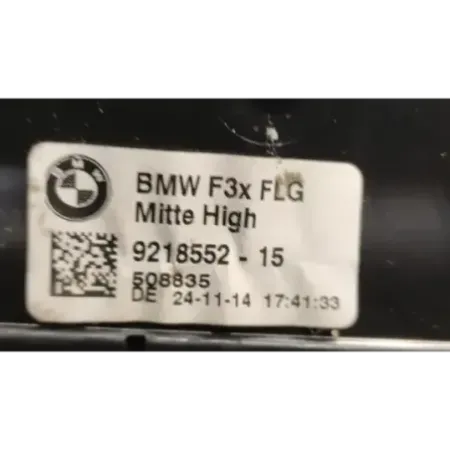 BMW F3x FLG
Mitte High
9218552 - 15
508835
DE 24-11-14 17:41:33